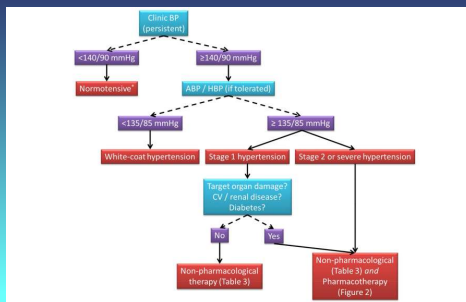 Clinic BP
(persistent)
<140/90 mmHg
≥140/90 mmHg
Normotensive*
ABP / HBP (if tolerated)
<135/85 mmHg
≥ 135/85 mmHg
White-coat hypertension
Stage 1 hypertension
Stage 2 or severe hypertension
Target organ damage?
CV / renal disease?
Diabetes?
No
Yes
Non-pharmacological
therapy (Table 3)
Non-pharmacological
(Table 3) and
Pharmacotherapy
(Figure 2)